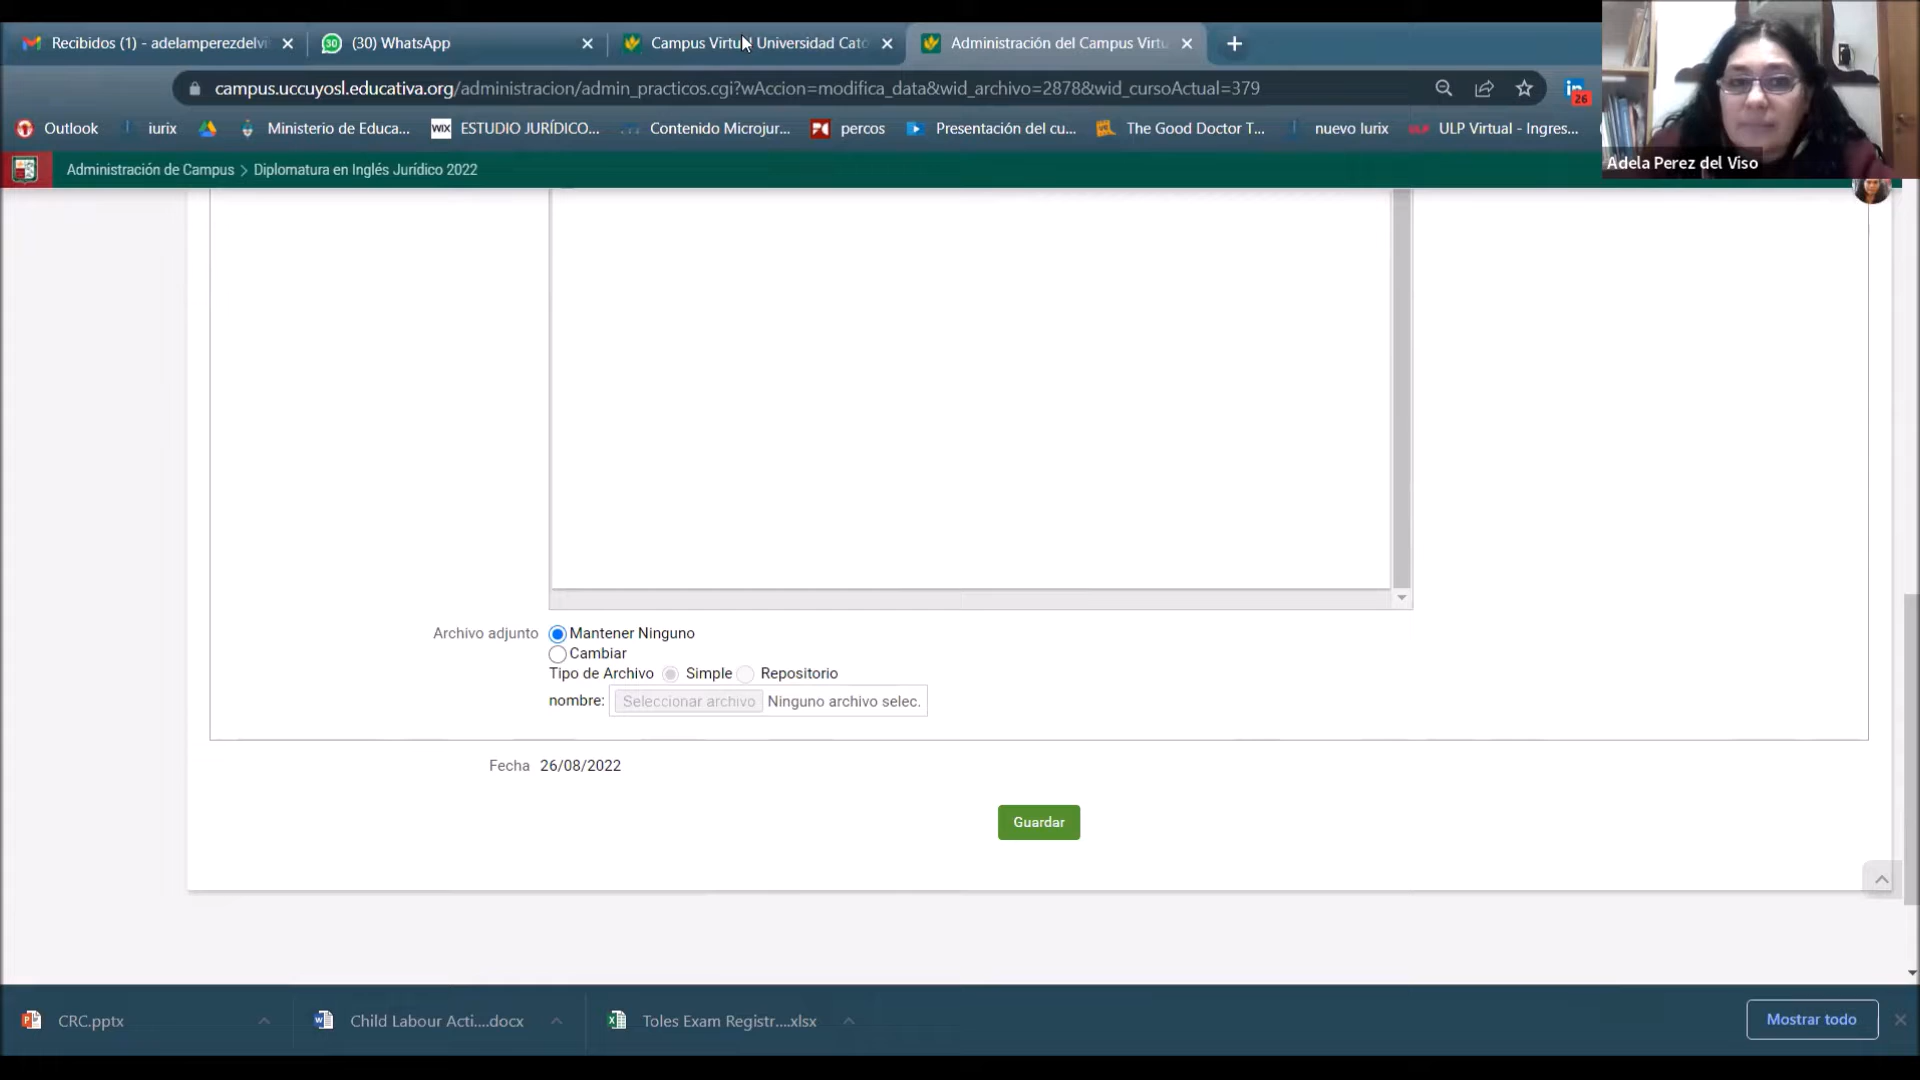 Recibidos (1) - adelamperezdelvi
(30) WhatsApp
Campus Virtual Universidad Cató
Administración del Campus Virtu
campus.uccuyosl.educativa.org/administracion/admin_practicos.cgi?wAccion=modifica_data&wid_archivo=2878&wid_cursoActual=379
26
Outlook
iurix
Ministerio de Educa...
WIX
ESTUDIO JURÍDICO...
Contenido Microjur...
percos
Presentación del cu...
The Good Doctor T...
nuevo Iurix
ULP Virtual - Ingres...
Adela Perez del Viso
Administración de Campus > Diplomatura en Inglés Jurídico 2022
Archivo adjunto
Mantener Ninguno
Cambiar
Tipo de Archivo Simple Repositorio
nombre: Seleccionar archivo Ninguno archivo selec.
Fecha 26/08/2022
Guardar
CRC.pptx
Child Labour Acti....docx
Toles Exam Registr....xlsx
Mostrar todo